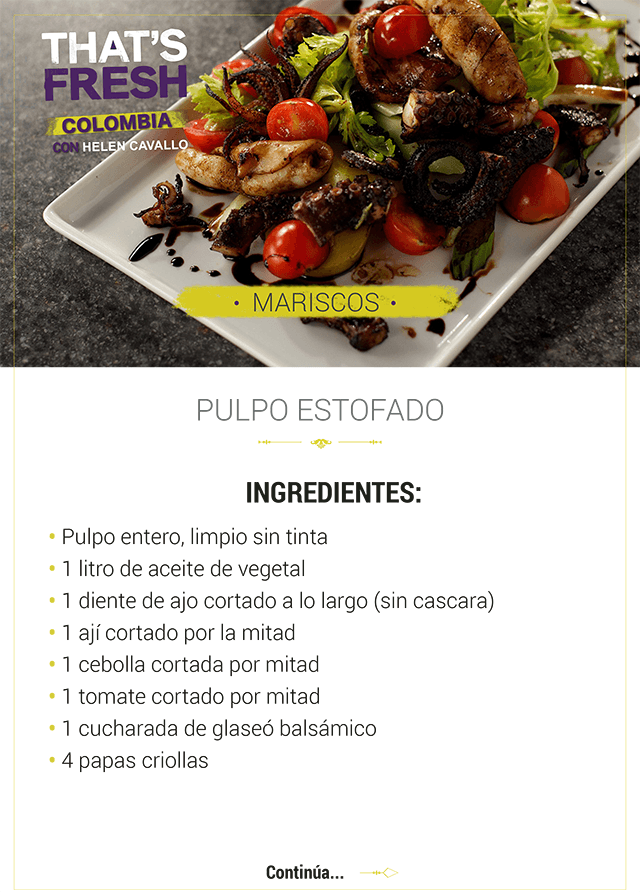 THAT'S
FRESH
COLOMBIA
CON HELEN CAVALLO
• MARISCOS •
PULPO ESTOFADO
INGREDIENTES:
• Pulpo entero, limpio sin tinta
• 1 litro de aceite de vegetal
• 1 diente de ajo cortado a lo largo (sin cascara)
• 1 ají cortado por la mitad
• 1 cebolla cortada por mitad
• 1 tomate cortado por mitad
• 1 cucharada de glaseó balsámico
• 4 papas criollas
Continúa...